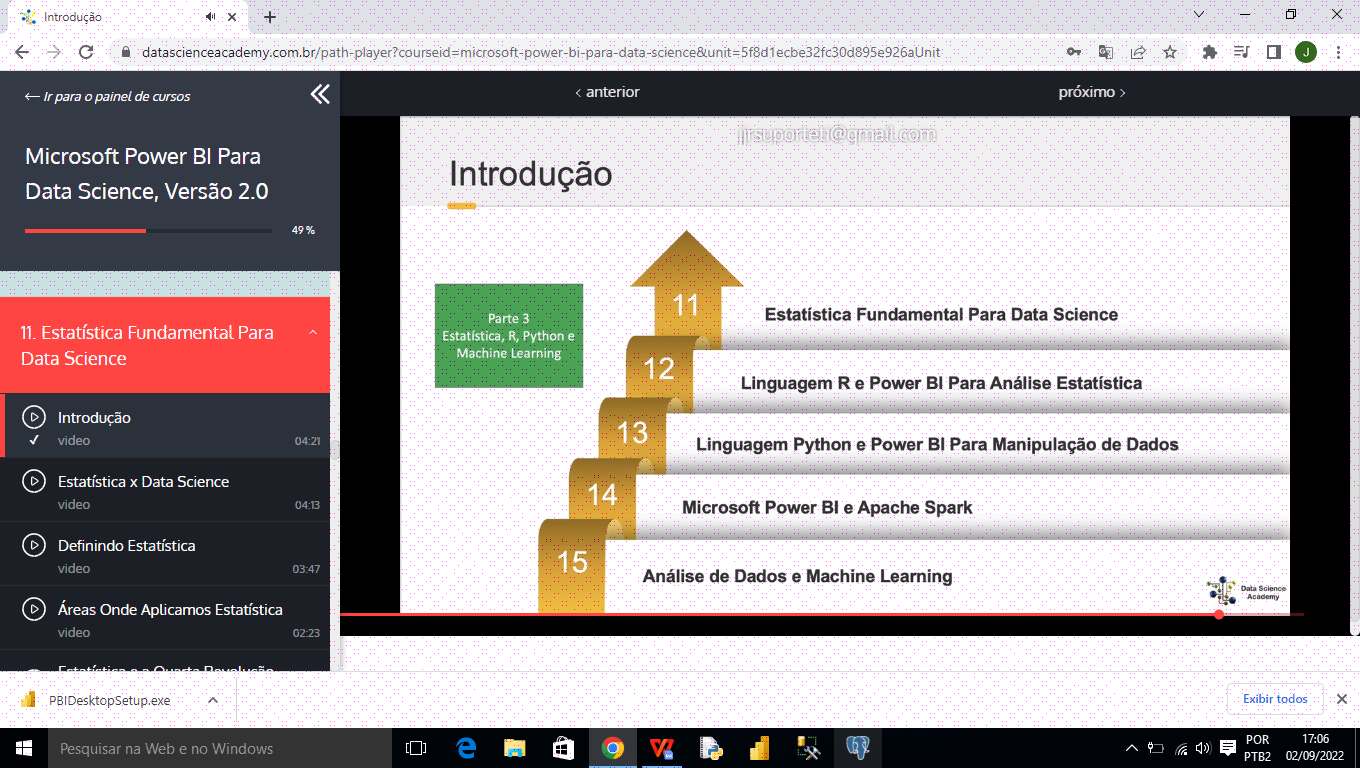 Introdução
datascienceacademy.com.br/path-player?courseid=microsoft-power-bi-para-data-science&unit=5f8d1ecbe32fc30d895e926aUnit
J
← Ir para o painel de cursos
‹ anterior
próximo ›
Microsoft Power BI Para
Data Science, Versão 2.0
49 %
11. Estatística Fundamental Para
Data Science
Introdução
video
04:21
Estatística x Data Science
video
04:13
Definindo Estatística
video
03:47
Áreas Onde Aplicamos Estatística
video
02:23
Estatística e a Quarta Revolução
jjrsuporteti@gmail.com
Introdução
Parte 3
Estatística, R, Python e
Machine Learning
11
Estatística Fundamental Para Data Science
12
Linguagem R e Power BI Para Análise Estatística
13
Linguagem Python e Power BI Para Manipulação de Dados
14
Microsoft Power BI e Apache Spark
15
Análise de Dados e Machine Learning
Data Science
Academy
PBIDesktopSetup.exe
Exibir todos
Pesquisar na Web e no Windows
POR
PTB2
17:06
02/09/2022